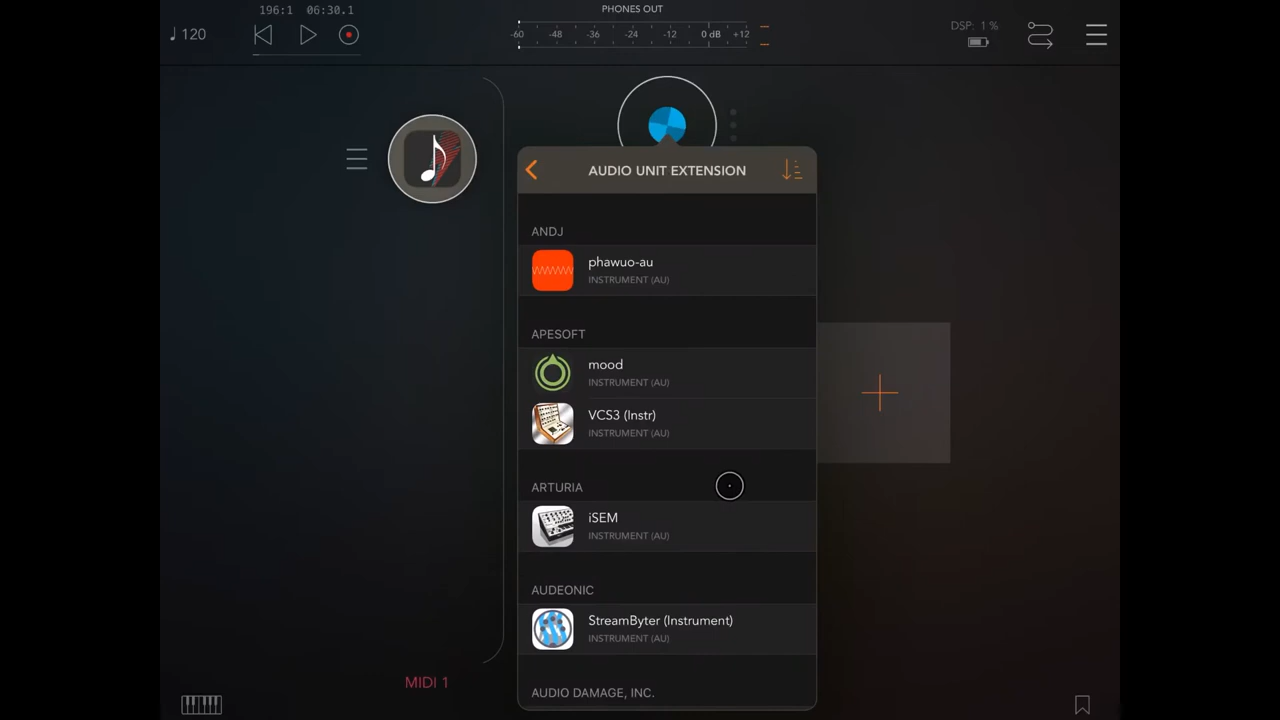 196:1 06:30.1
PHONES OUT
♩120
-60 -48 -36 -24 -12 0 dB +12
DSP: 1 %
AUDIO UNIT EXTENSION
ANDJ
phawuo-au
INSTRUMENT (AU)
APESOFT
mood
INSTRUMENT (AU)
VCS3 (Instr)
INSTRUMENT (AU)
ARTURIA
iSEM
INSTRUMENT (AU)
AUDEONIC
StreamByter (Instrument)
INSTRUMENT (AU)
AUDIO DAMAGE, INC.
MIDI 1